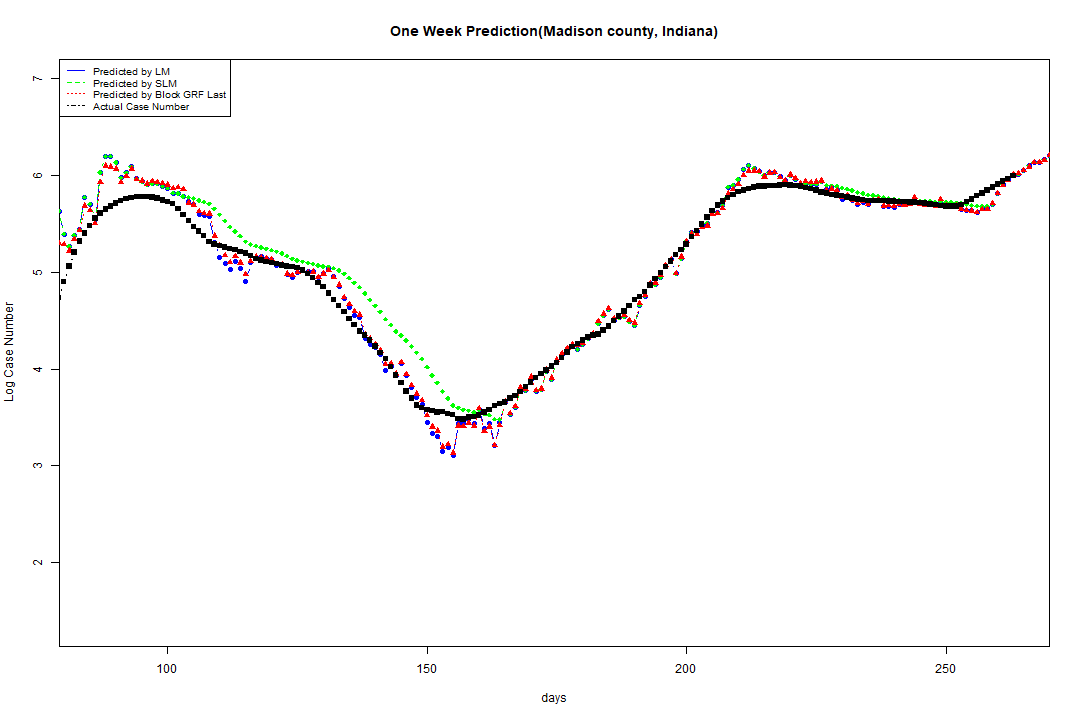 One Week Prediction(Madison county, Indiana)
Predicted by LM
Predicted by SLM
Predicted by Block GRF Last
Actual Case Number
7
6
5
4
3
2
Log Case Number
100 150 200 250
days